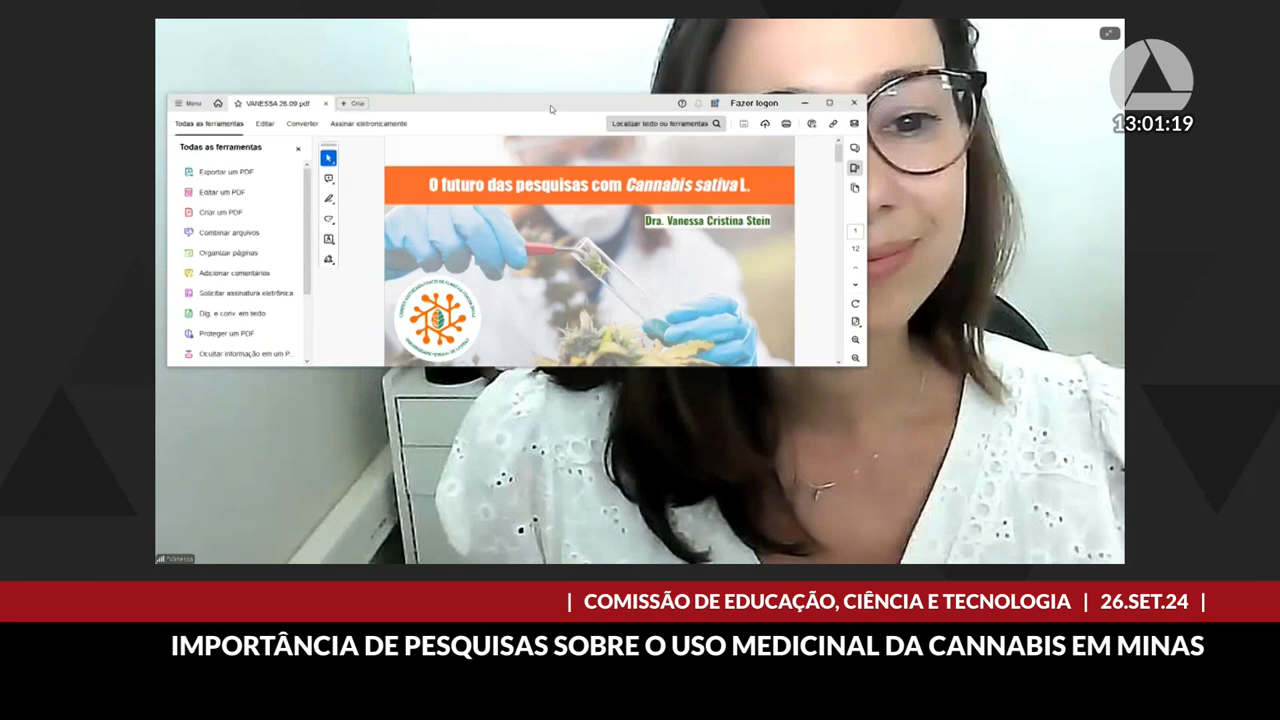 13:01:19
Menu
VANESSA 26.09.pdf
+ Criar
Fazer logon
Todas as ferramentas
Editar
Converter
Assinar eletronicamente
Localizar texto ou ferramentas
Todas as ferramentas
Exportar um PDF
Editar um PDF
Criar um PDF
Combinar arquivos
Organizar páginas
Adicionar comentários
Solicitar assinatura eletrônica
Dig. e conv. em texto
Proteger um PDF
Ocultar informação em um P...
O futuro das pesquisas com Cannabis sativa L.
Dra. Vanessa Cristina Stein
1
12
Vanessa
| COMISSÃO DE EDUCAÇÃO, CIÊNCIA E TECNOLOGIA | 26.SET.24 |
IMPORTÂNCIA DE PESQUISAS SOBRE O USO MEDICINAL DA CANNABIS EM MINAS